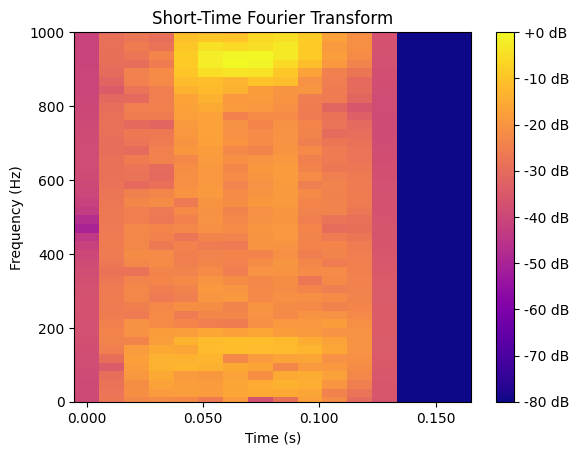 Short-Time Fourier Transform
Frequency (Hz)
1000
800
600
400
200
0
0.000
0.050
0.100
0.150
Time (s)
+0 dB
-10 dB
-20 dB
-30 dB
-40 dB
-50 dB
-60 dB
-70 dB
-80 dB